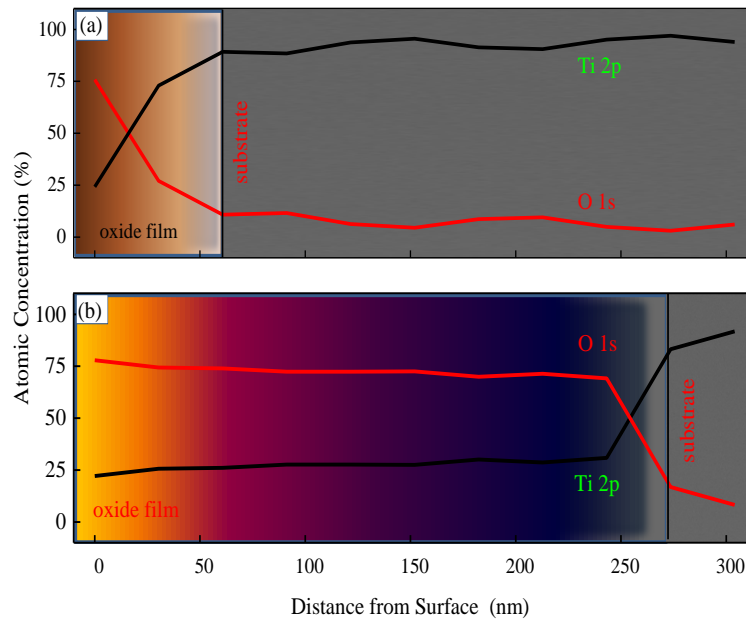 (a)
100
75
50
25
0
Ti 2p
substrate
O 1s
oxide film
Atomic Concentration (%)
(b)
100
75
50
25
0
O 1s
substrate
Ti 2p
oxide film
0 50 100 150 200 250 300
Distance from Surface (nm)